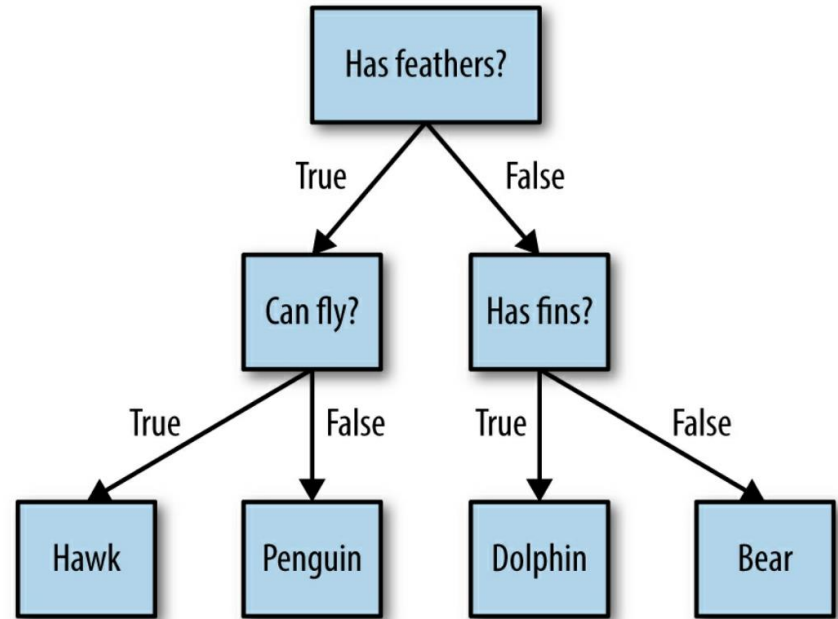 Has feathers?
True
False
Can fly?
Has fins?
True
False
True
False
Hawk
Penguin
Dolphin
Bear